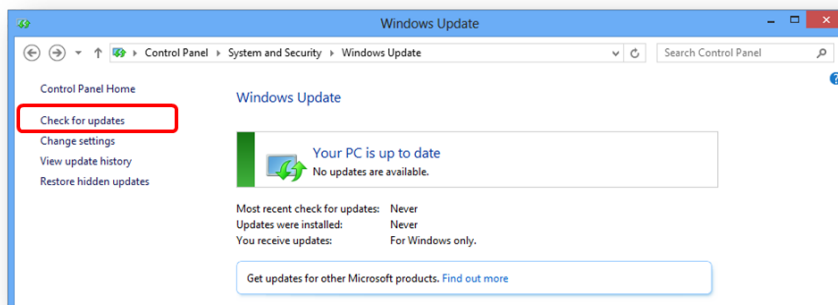 Windows Update
Control Panel System and Security Windows Update
Search Control Panel
Control Panel Home
Check for updates
Change settings
View update history
Restore hidden updates
Windows Update
Your PC is up to date
No updates are available.
Most recent check for updates: Never
Updates were installed: Never
You receive updates: For Windows only.
Get updates for other Microsoft products. Find out more